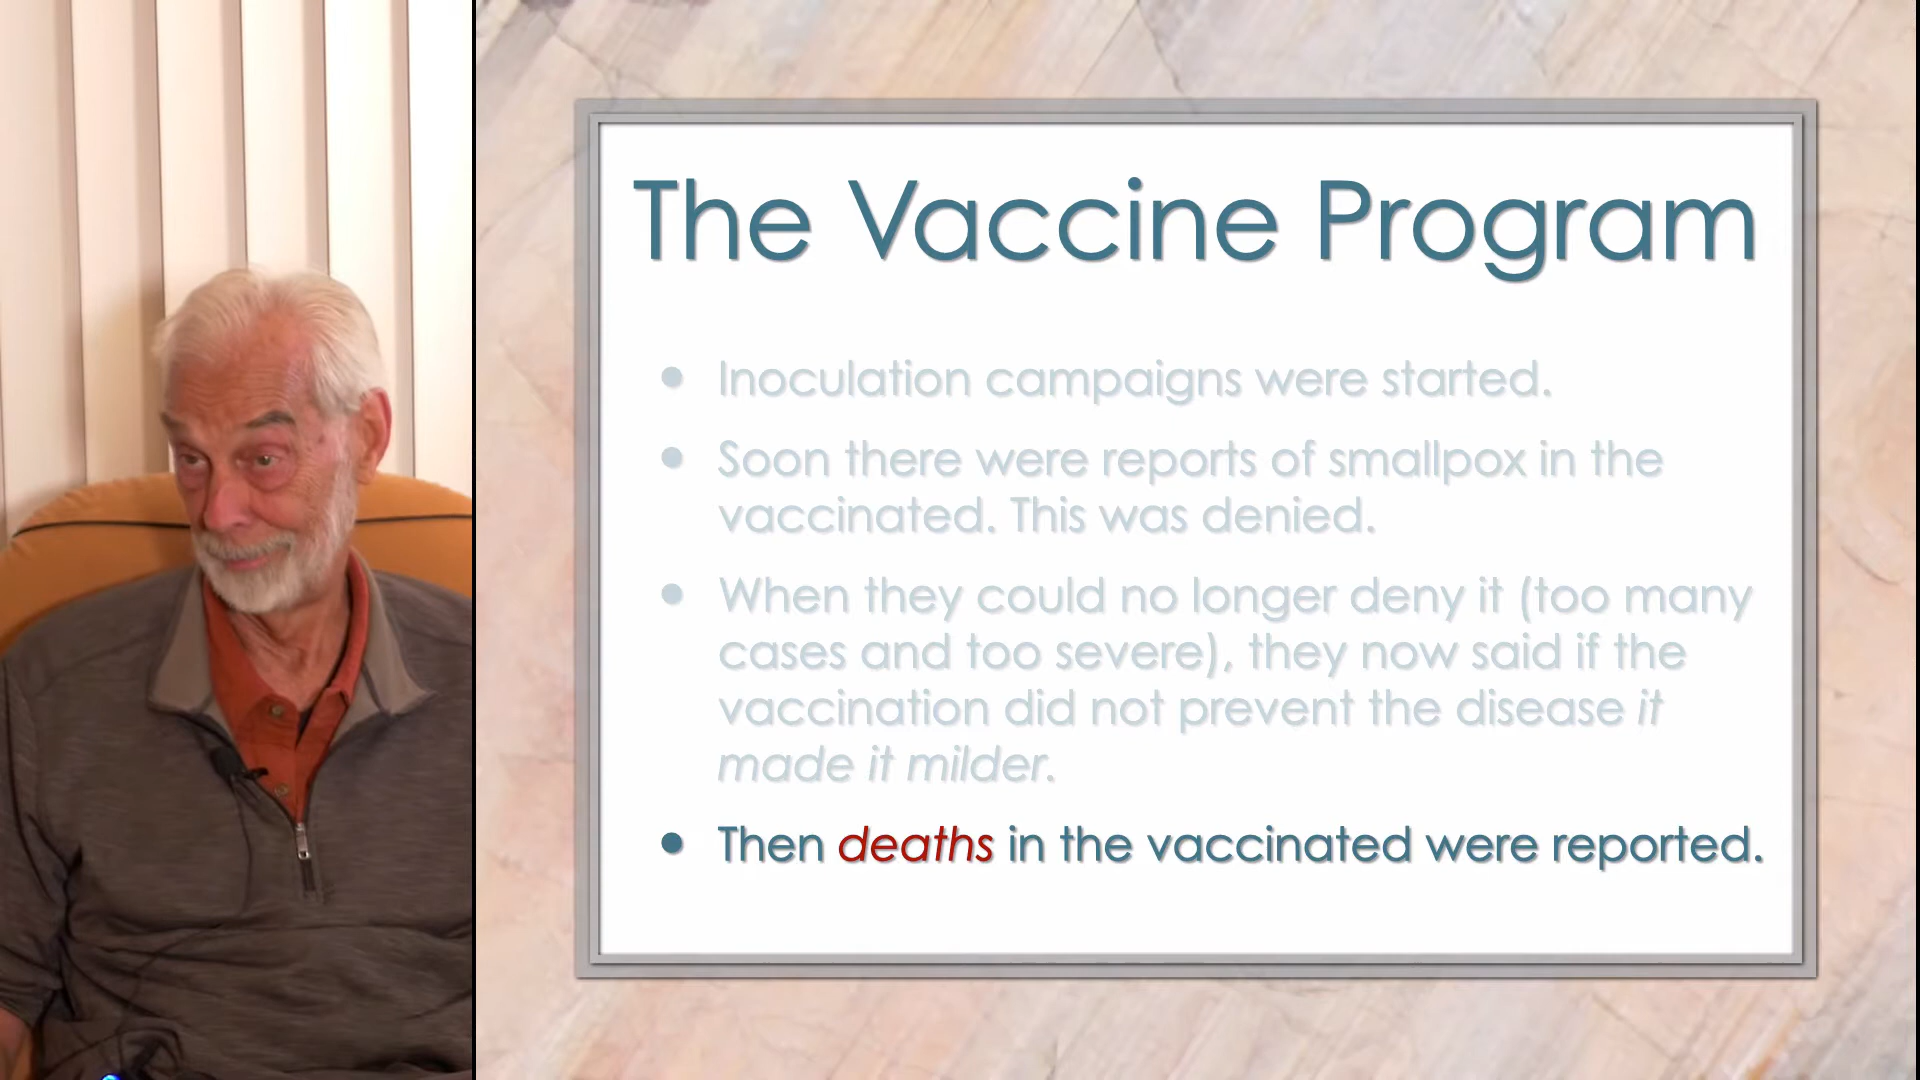 The Vaccine Program
• Inoculation campaigns were started.
• Soon there were reports of smallpox in the
vaccinated. This was denied.
• When they could no longer deny it (too many
cases and too severe), they now said if the
vaccination did not prevent the disease it
made it milder.
• Then deaths in the vaccinated were reported.